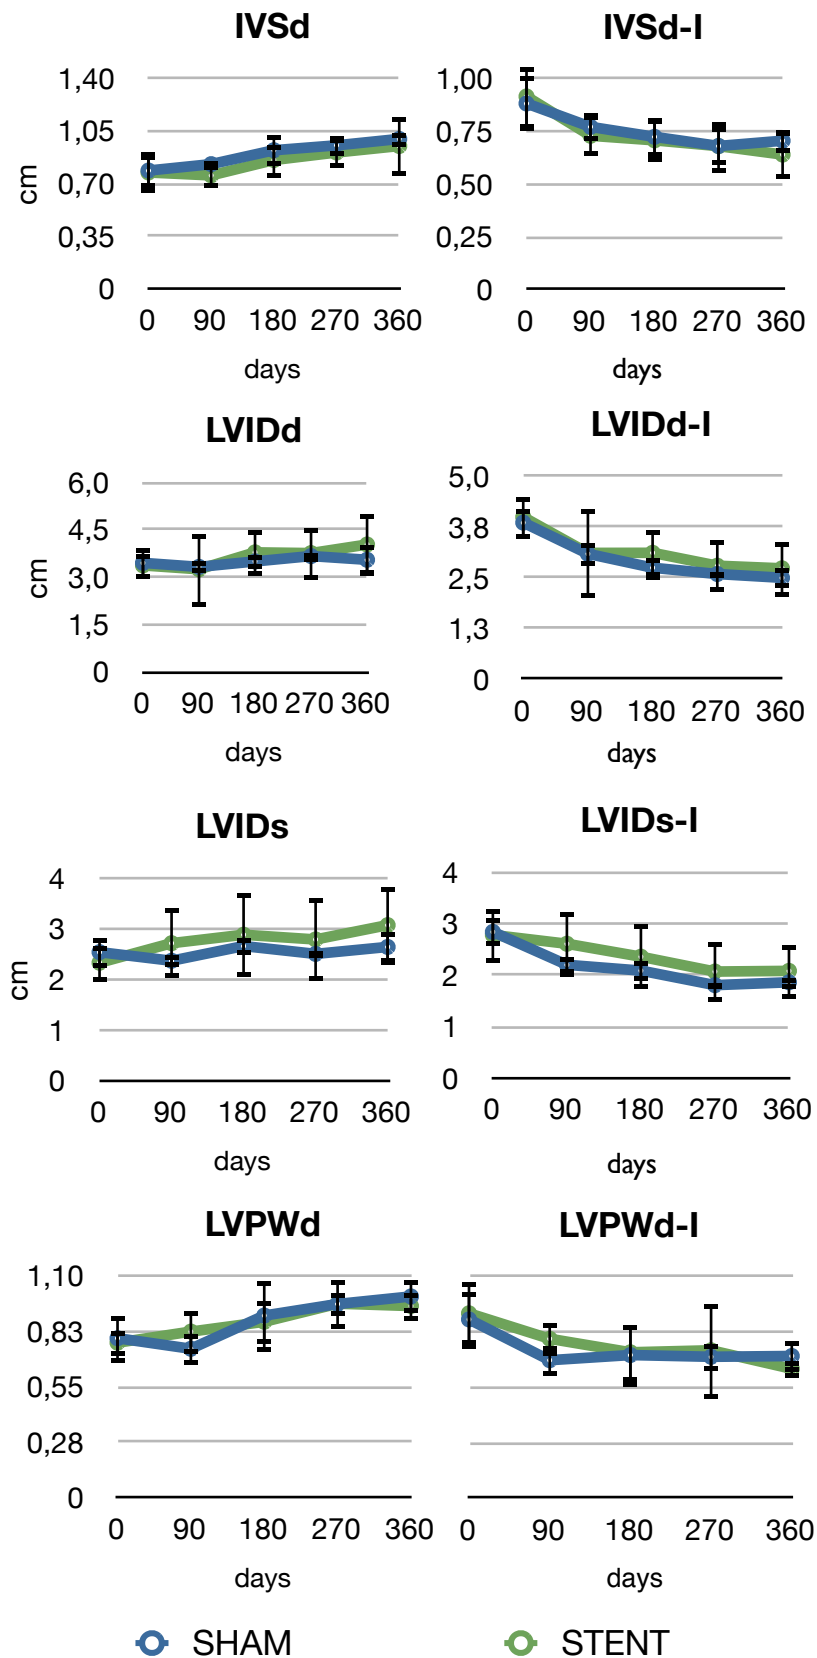 IVSd
1,40
1,05
0,70
0,35
0
cm
0 90 180 270 360
days
IVSd-I
1,00
0,75
0,50
0,25
0
0 90 180 270 360
days
LVIDd
6,0
4,5
3,0
1,5
0
cm
0 90 180 270 360
days
LVIDd-I
5,0
3,8
2,5
1,3
0
0 90 180 270 360
days
LVIDs
4
3
2
1
0
cm
0 90 180 270 360
days
LVIDs-I
4
3
2
1
0
0 90 180 270 360
days
LVPWd
1,10
0,83
0,55
0,28
0
0 90 180 270 360
days
LVPWd-I
0 90 180 270 360
days
SHAM
STENT